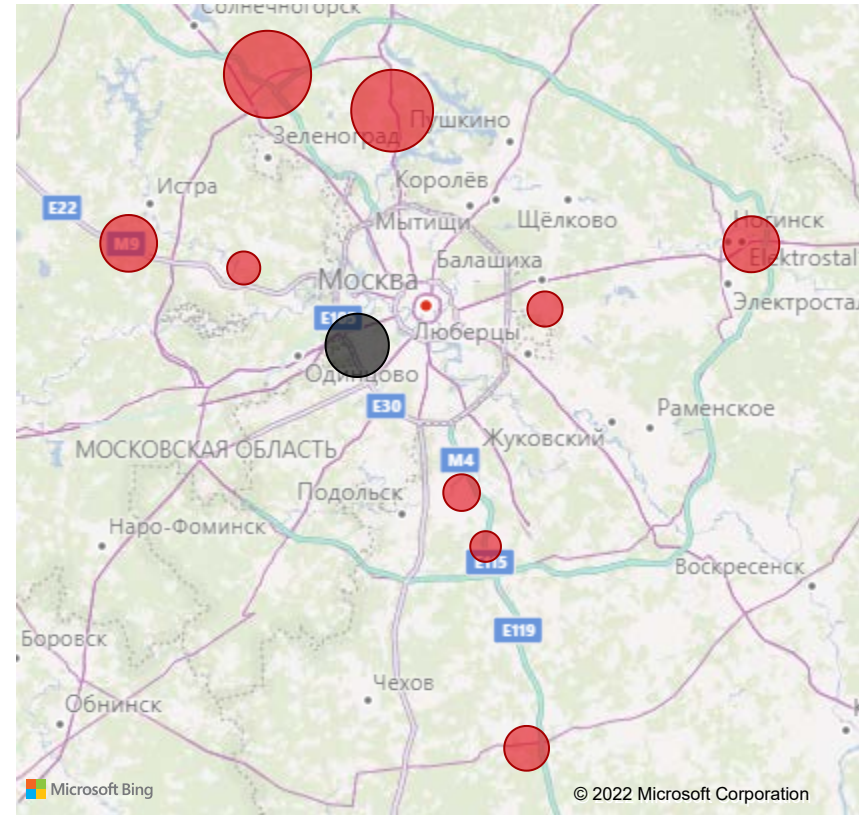 Солнечногорск
Пушкино
Зеленоград
Королёв
Истра
E22
Мытищи
Щёлково
Ногинск
M9
Балашиха
Elektrostal
Москва
Электроста
Люберцы
Одинцово
E30
Раменское
Жуковский
МОСКОВСКАЯ ОБЛАСТЬ
M4
Подольск
Наро-Фоминск
E115
Воскресенск
E119
Боровск
Чехов
Обнинск
Microsoft Bing
© 2022 Microsoft Corporation